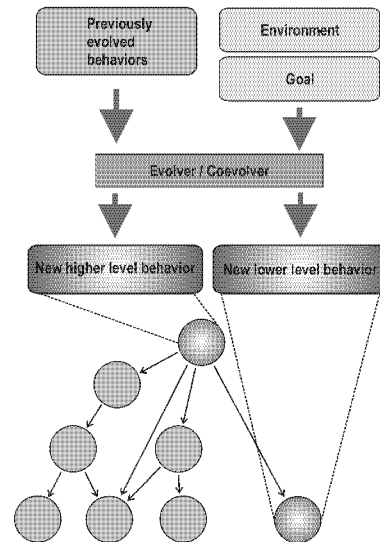 Previously
evolved
behaviors
Environment
Goal
Evolver / Coevolver
New higher level behavior
New lower level behavior